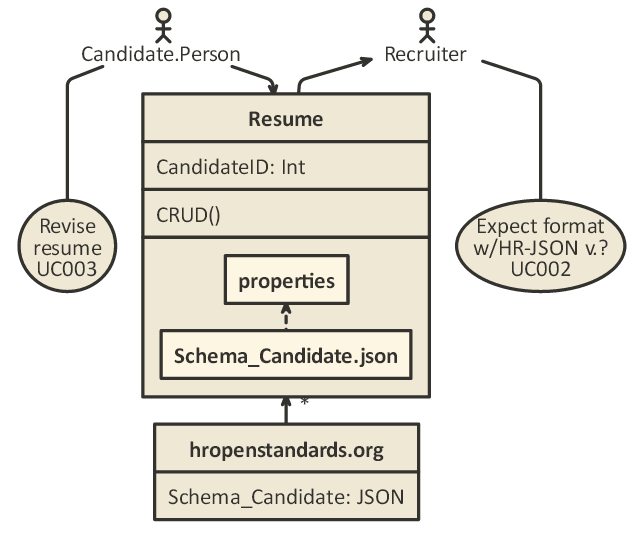 Candidate.Person
Recruiter
Resume
CandidateID: Int
CRUD()
Revise
resume
UC003
Expect format
w/HR-JSON v.?
UC002
properties
Schema_Candidate.json
*
hropenstandards.org
Schema_Candidate: JSON